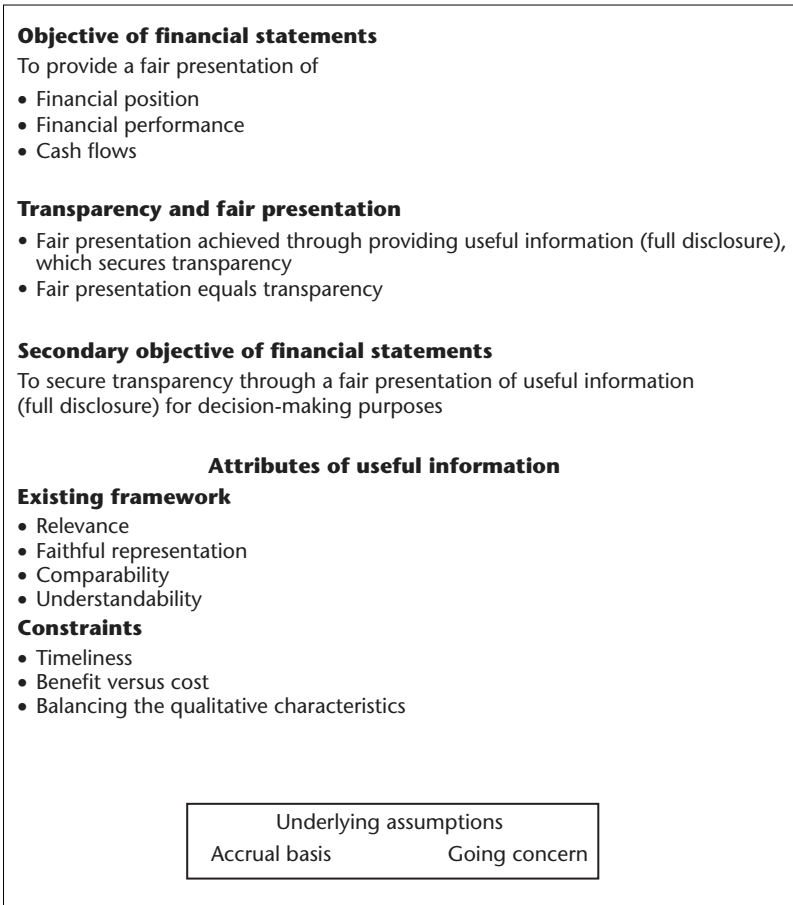 Objective of financial statements
To provide a fair presentation of
• Financial position
• Financial performance
• Cash flows
Transparency and fair presentation
• Fair presentation achieved through providing useful information (full disclosure),
which secures transparency
• Fair presentation equals transparency
Secondary objective of financial statements
To secure transparency through a fair presentation of useful information
(full disclosure) for decision-making purposes
Attributes of useful information
Existing framework
• Relevance
• Faithful representation
• Comparability
• Understandability
Constraints
• Timeliness
• Benefit versus cost
• Balancing the qualitative characteristics
Underlying assumptions
Accrual basis Going concern